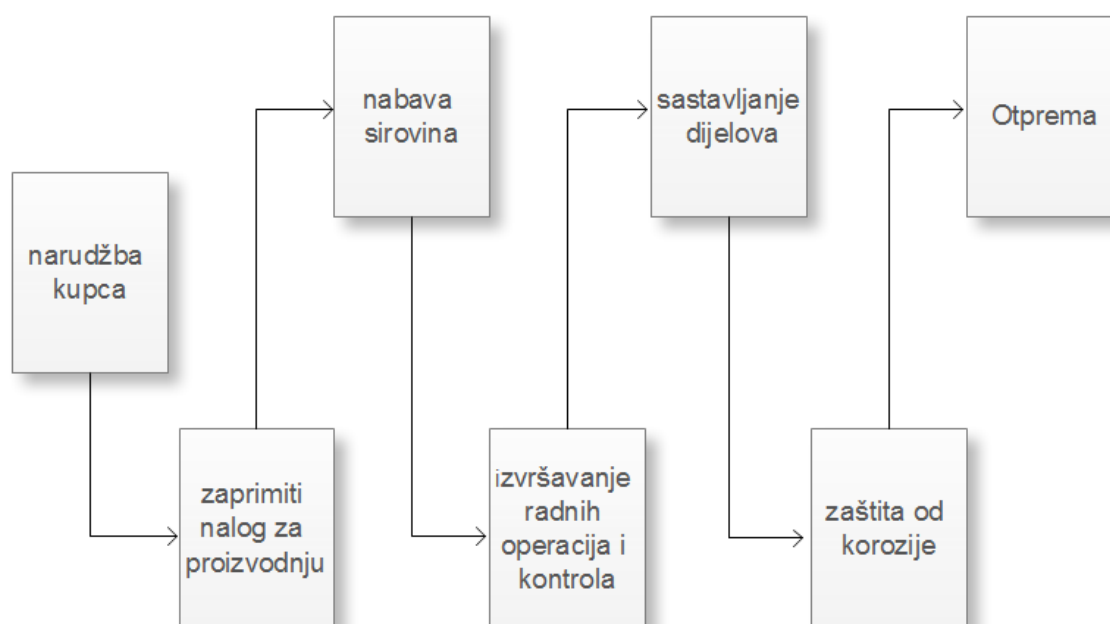 narudžba
kupca
zaprimiti
nalog za
proizvodnju
nabava
sirovina
izvršavanje
radnih
operacija i
kontrola
sastavljanje
dijelova
zaštita od
korozije
Otprema